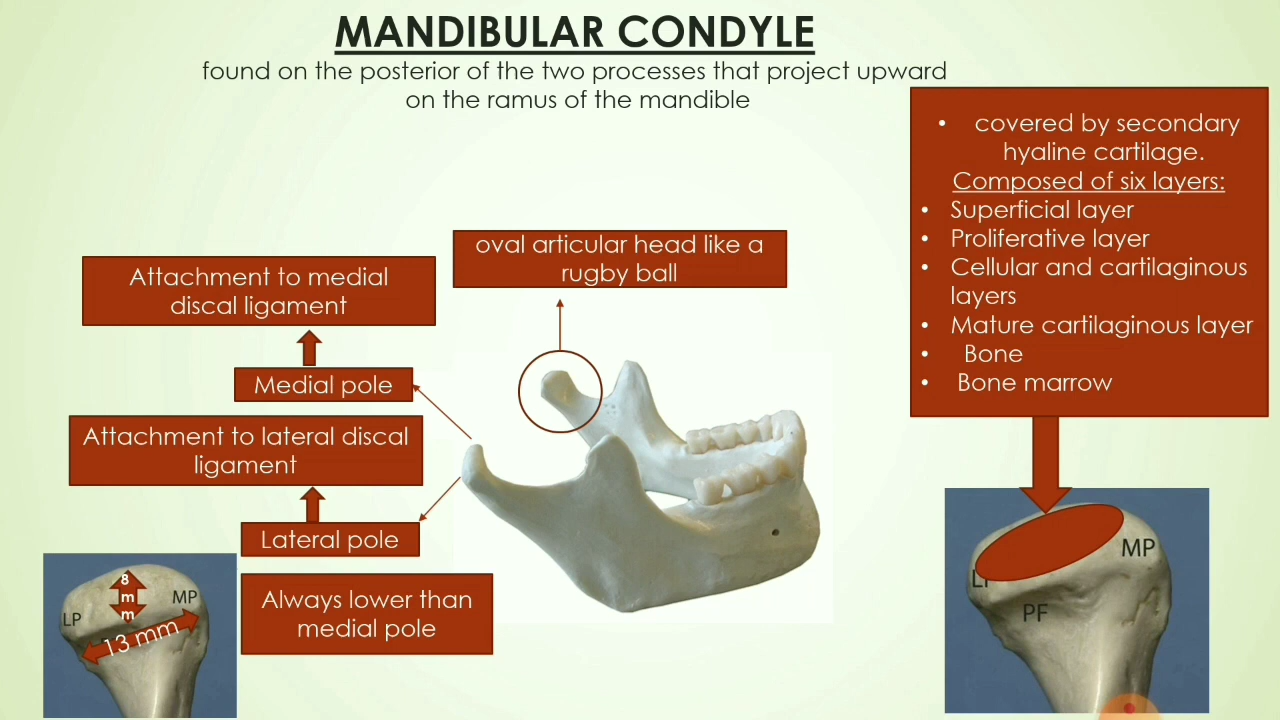 MANDIBULAR CONDYLE
found on the posterior of the two processes that project upward
on the ramus of the mandible
• covered by secondary
hyaline cartilage.
Composed of six layers:
• Superficial layer
• Proliferative layer
• Cellular and cartilaginous
layers
• Mature cartilaginous layer
• Bone
• Bone marrow
oval articular head like a
rugby ball
Attachment to medial
discal ligament
Medial pole
Attachment to lateral discal
ligament
Lateral pole
Always lower than
medial pole
8
m
m
LP
MP
13 mm
MP
LP
PF